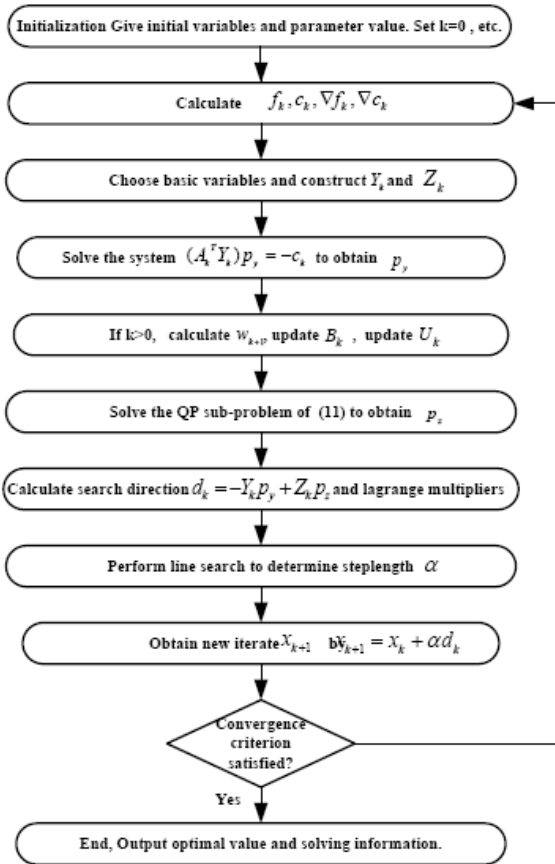 Initialization Give initial variables and parameter value. Set k=0 , etc.
Calculate f_k, c_k, ∇f_k, ∇c_k
Choose basic variables and construct Y_k and Z_k
Solve the system (A_k^T Y_k) p_y = -c_k to obtain p_y
If k>0, calculate w_{k+1}, update B_k , update U_k
Solve the QP sub-problem of (11) to obtain p_z
Calculate search direction d_k = -Y_k p_y + Z_k p_z and lagrange multipliers
Perform line search to determine steplength α
Obtain new iterate x_{k+1} by x_{k+1} = x_k + αd_k
Convergence
criterion
satisfied?
Yes
End, Output optimal value and solving information.